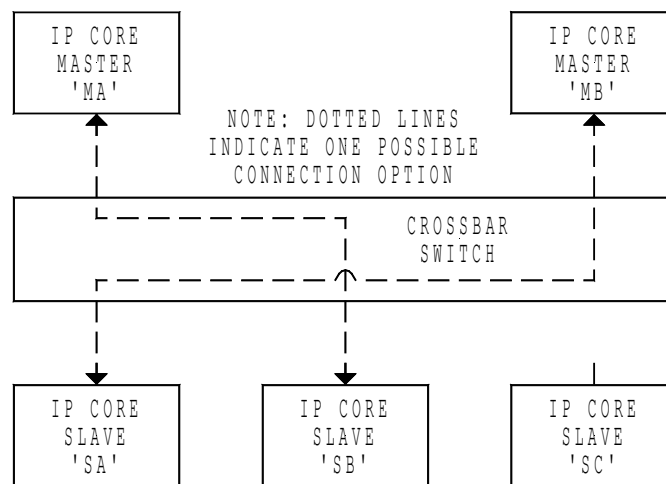 IP CORE
MASTER
'MA'
IP CORE
MASTER
'MB'
NOTE: DOTTED LINES
INDICATE ONE POSSIBLE
CONNECTION OPTION
CROSSBAR
SWITCH
IP CORE
SLAVE
'SA'
IP CORE
SLAVE
'SB'
IP CORE
SLAVE
'SC'